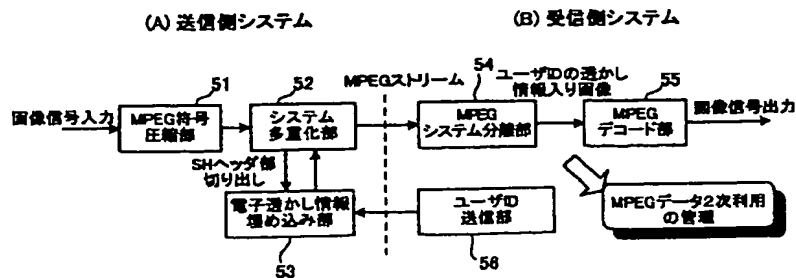 (A) 送信側システム
(B) 受信側システム
51
52
MPEGストリーム
54
ユーザIDの透かし
情報入り画像
55
画像信号入力
MPEG符号
圧縮部
システム
多重化部
MPEG
システム分離部
MPEG
デコード部
画像信号出力
SHヘッダ部
切り出し
電子透かし情報
埋め込み部
ユーザID
送信部
MPEGデータ2次利用
の管理
53
56